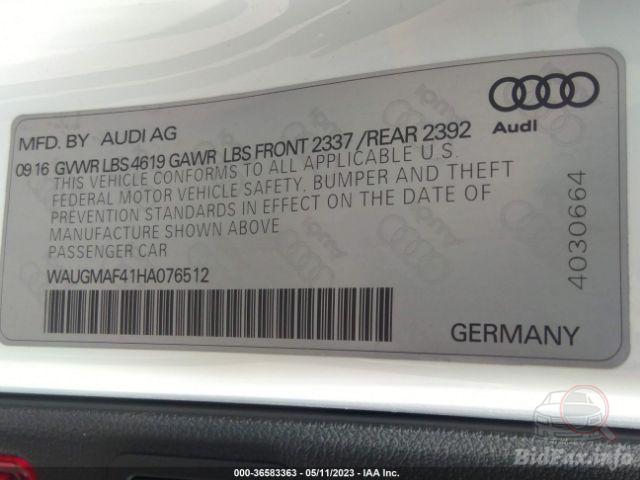 MFD. BY AUDI AG
Audi
09 16 GVWR LBS 4619 GAWR LBS FRONT 2337 /REAR 2392
THIS VEHICLE CONFORMS TO ALL APPLICABLE U.S.
FEDERAL MOTOR VEHICLE SAFETY, BUMPER AND THEFT
PREVENTION STANDARDS IN EFFECT ON THE DATE OF
MANUFACTURE SHOWN ABOVE
PASSENGER CAR
4030664
WAUGMAF41HA076512
GERMANY
BidFax.info
000-36583363 - 05/11/2023 - IAA Inc.